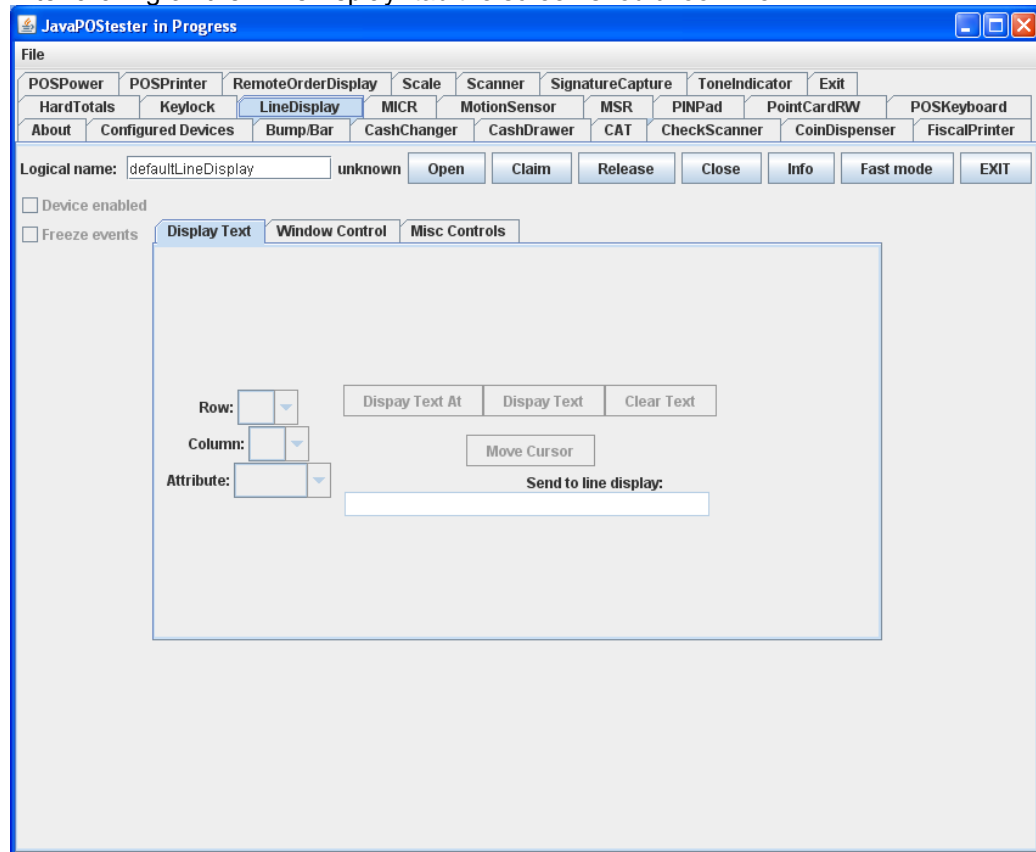 JavaPOStester in Progress
File
POSPower POSPrinter RemoteOrderDisplay Scale Scanner SignatureCapture ToneIndicator Exit
HardTotals Keylock LineDisplay MICR MotionSensor MSR PINPad PointCardRW POSKeyboard
About Configured Devices Bump/Bar CashChanger CashDrawer CAT CheckScanner CoinDispenser FiscalPrinter
Logical name: defaultLineDisplay unknown Open Claim Release Close Info Fast mode EXIT
Device enabled
Freeze events Display Text Window Control Misc Controls
Row: Dispay Text At Dispay Text Clear Text
Column: Move Cursor
Attribute: Send to line display: